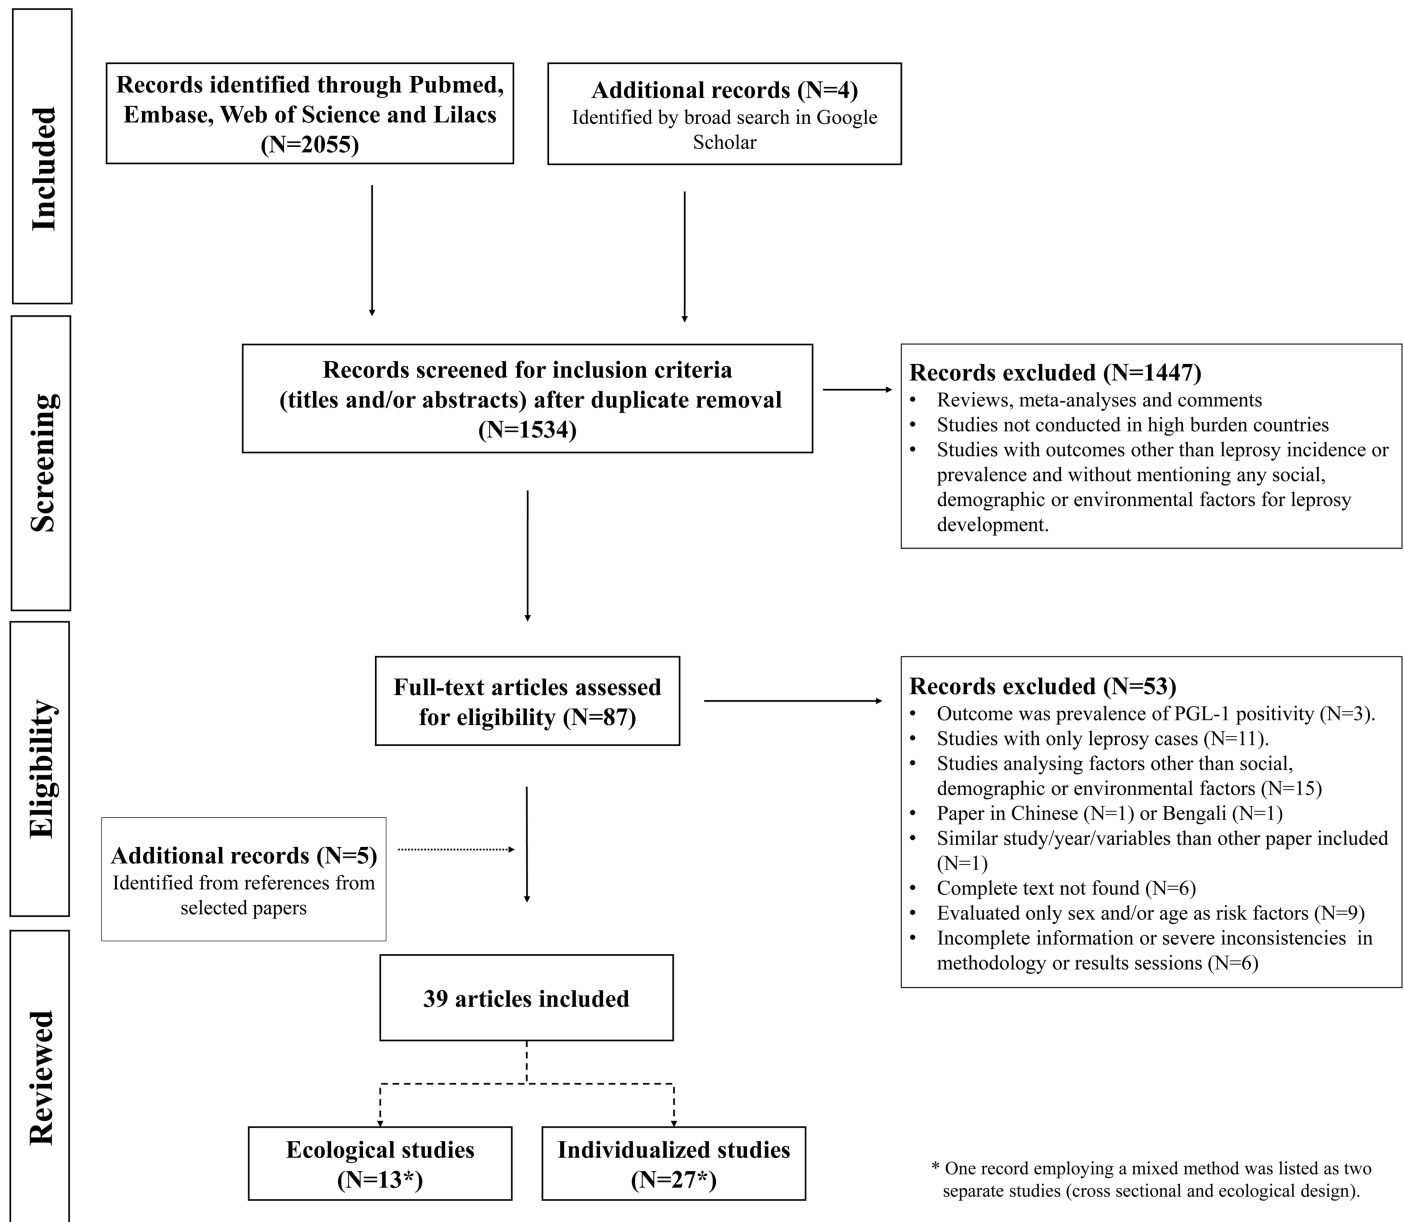 Included
Records identified through Pubmed,
Embase, Web of Science and Lilacs
(N=2055)
Additional records (N=4)
Identified by broad search in Google
Scholar
Screening
Records screened for inclusion criteria
(titles and/or abstracts) after duplicate removal
(N=1534)
Records excluded (N=1447)
• Reviews, meta-analyses and comments
• Studies not conducted in high burden countries
• Studies with outcomes other than leprosy incidence or
prevalence and without mentioning any social,
demographic or environmental factors for leprosy
development.
Eligibility
Full-text articles assessed
for eligibility (N=87)
Records excluded (N=53)
• Outcome was prevalence of PGL-1 positivity (N=3).
• Studies with only leprosy cases (N=11).
• Studies analysing factors other than social,
demographic or environmental factors (N=15)
• Paper in Chinese (N=1) or Bengali (N=1)
• Similar study/year/variables than other paper included
(N=1)
• Complete text not found (N=6)
• Evaluated only sex and/or age as risk factors (N=9)
• Incomplete information or severe inconsistencies in
methodology or results sessions (N=6)
Additional records (N=5)
Identified from references from
selected papers
Reviewed
39 articles included
Ecological studies
(N=13*)
Individualized studies
(N=27*)
* One record employing a mixed method was listed as two
separate studies (cross sectional and ecological design).